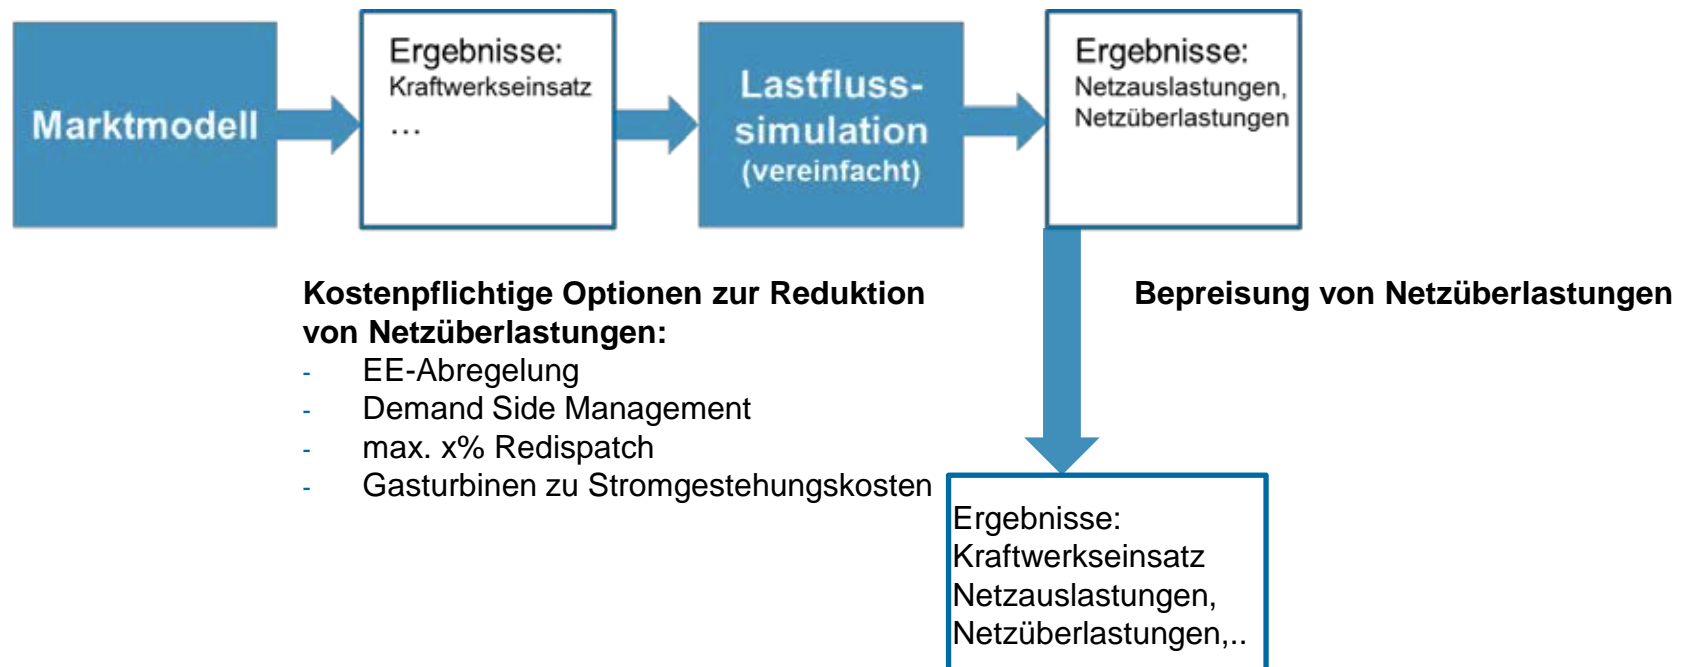 Marktmodell
Ergebnisse:
Kraftwerkseinsatz
…
Lastfluss-
simulation
(vereinfacht)
Ergebnisse:
Netzauslastungen,
Netzüberlastungen
Kostenpflichtige Optionen zur Reduktion
von Netzüberlastungen:
- EE-Abregelung
- Demand Side Management
- max. x% Redispatch
- Gasturbinen zu Stromgestehungskosten
Bepreisung von Netzüberlastungen
Ergebnisse:
Kraftwerkseinsatz
Netzauslastungen,
Netzüberlastungen,..